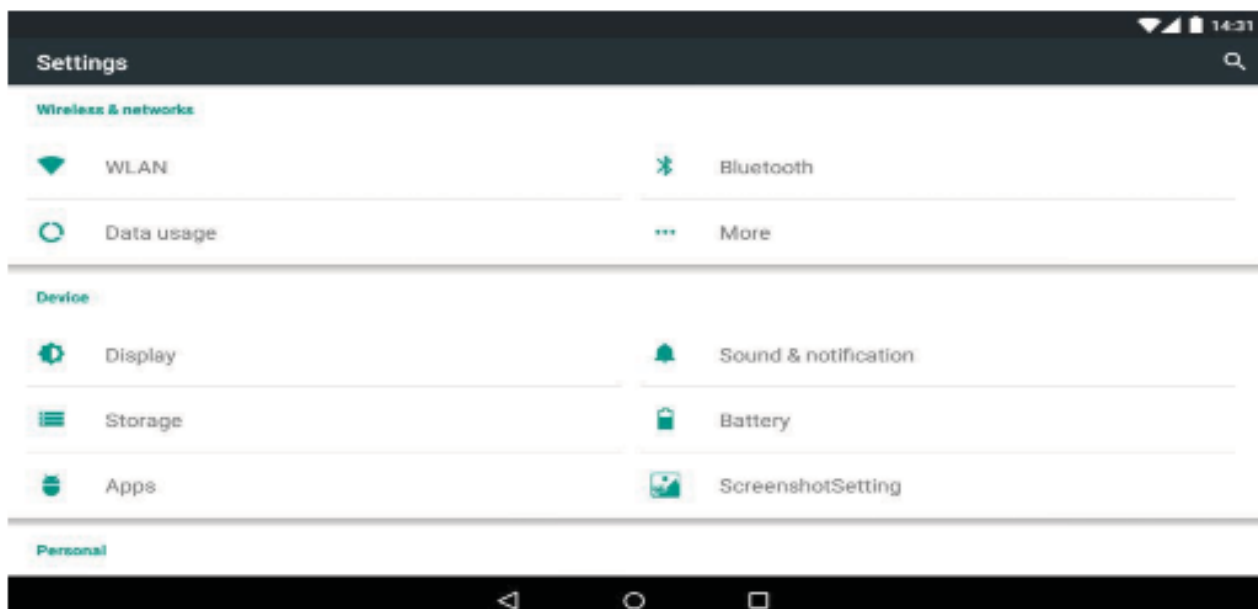 14:31
Settings
Wireless & networks
WLAN
Bluetooth
Data usage
More
Device
Display
Sound & notification
Storage
Battery
Apps
ScreenshotSetting
Personal